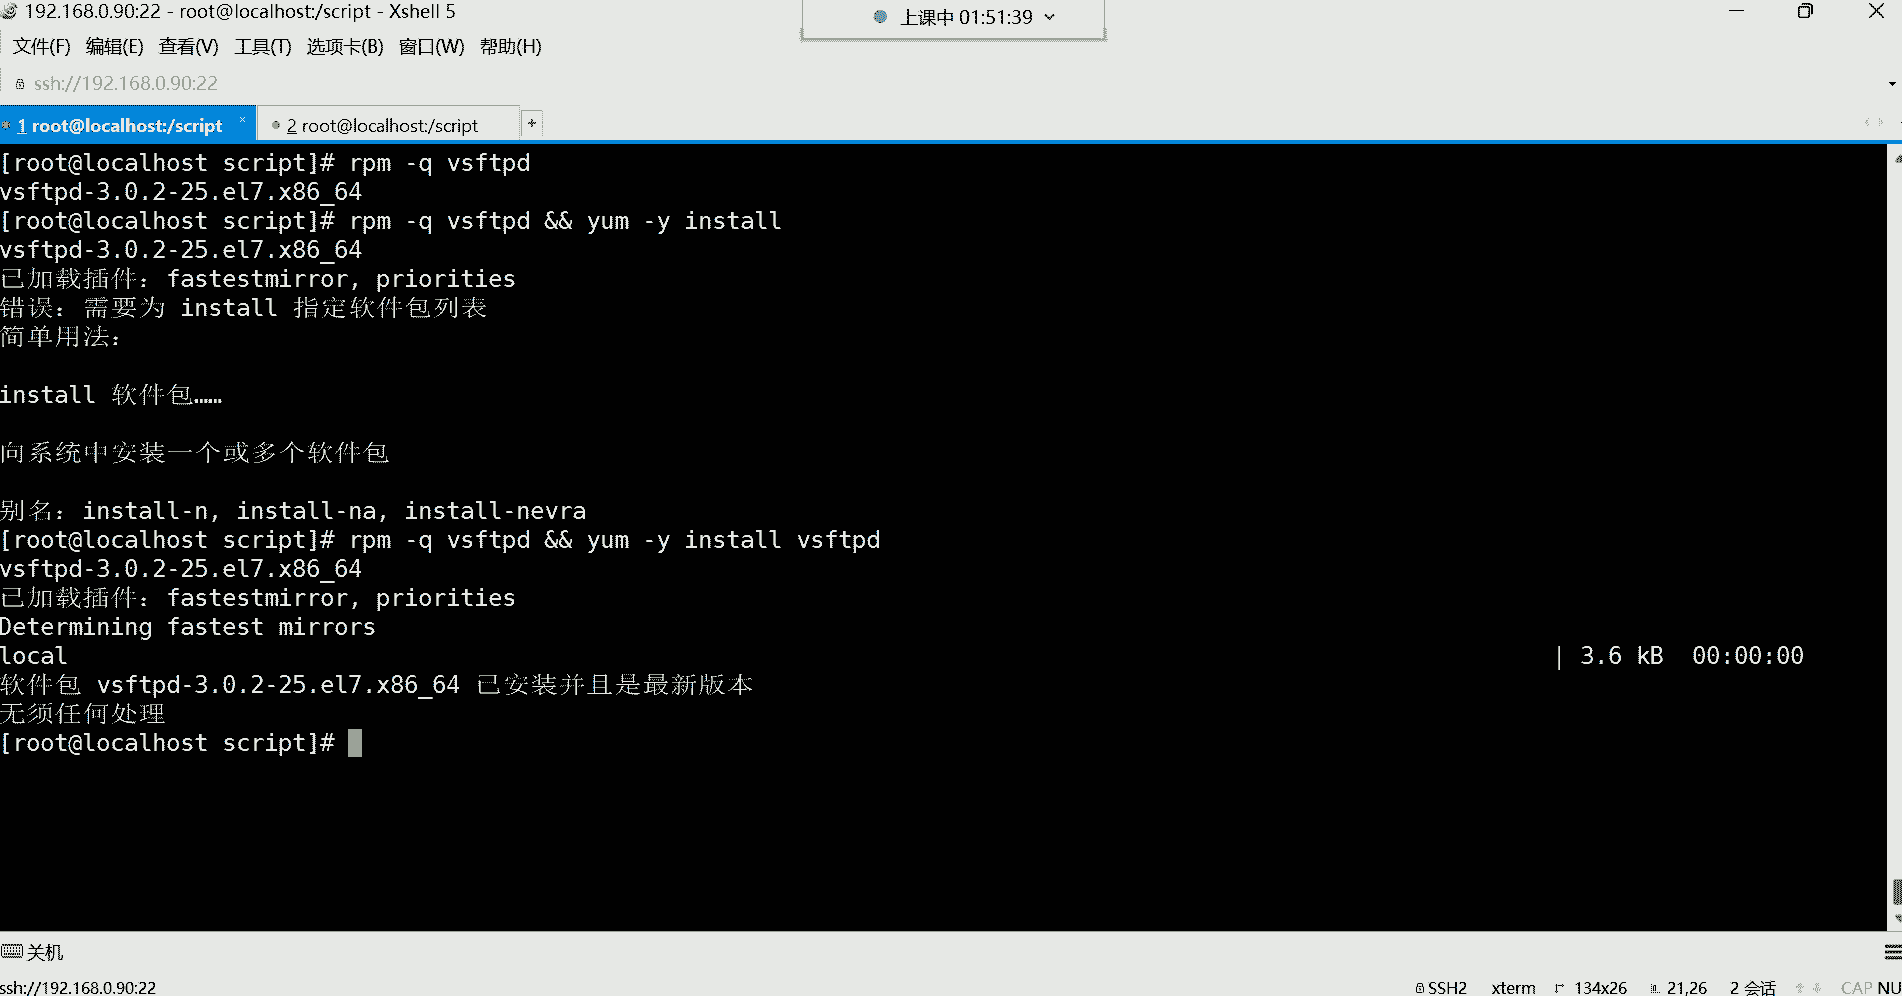 192.168.0.90:22 - root@localhost:/script - Xshell 5
上课中 01:51:39
文件(F) 编辑(E) 查看(V) 工具(T) 选项卡(B) 窗口(W) 帮助(H)
ssh://192.168.0.90:22
1 root@localhost:/script 2 root@localhost:/script
[root@localhost script]# rpm -q vsftpd
vsftpd-3.0.2-25.el7.x86_64
[root@localhost script]# rpm -q vsftpd && yum -y install
vsftpd-3.0.2-25.el7.x86_64
已加载插件：fastestmirror, priorities
错误：需要为 install 指定软件包列表
简单用法：
install 软件包……
向系统中安装一个或多个软件包
别名：install-n, install-na, install-nevra
[root@localhost script]# rpm -q vsftpd && yum -y install vsftpd
vsftpd-3.0.2-25.el7.x86_64
已加载插件：fastestmirror, priorities
Determining fastest mirrors
local | 3.6 kB 00:00:00
软件包 vsftpd-3.0.2-25.el7.x86_64 已安装并且是最新版本
无须任何处理
[root@localhost script]#
关机
ssh://192.168.0.90:22 SSH2 xterm 134x26 21,26 2 会话 CAP NU